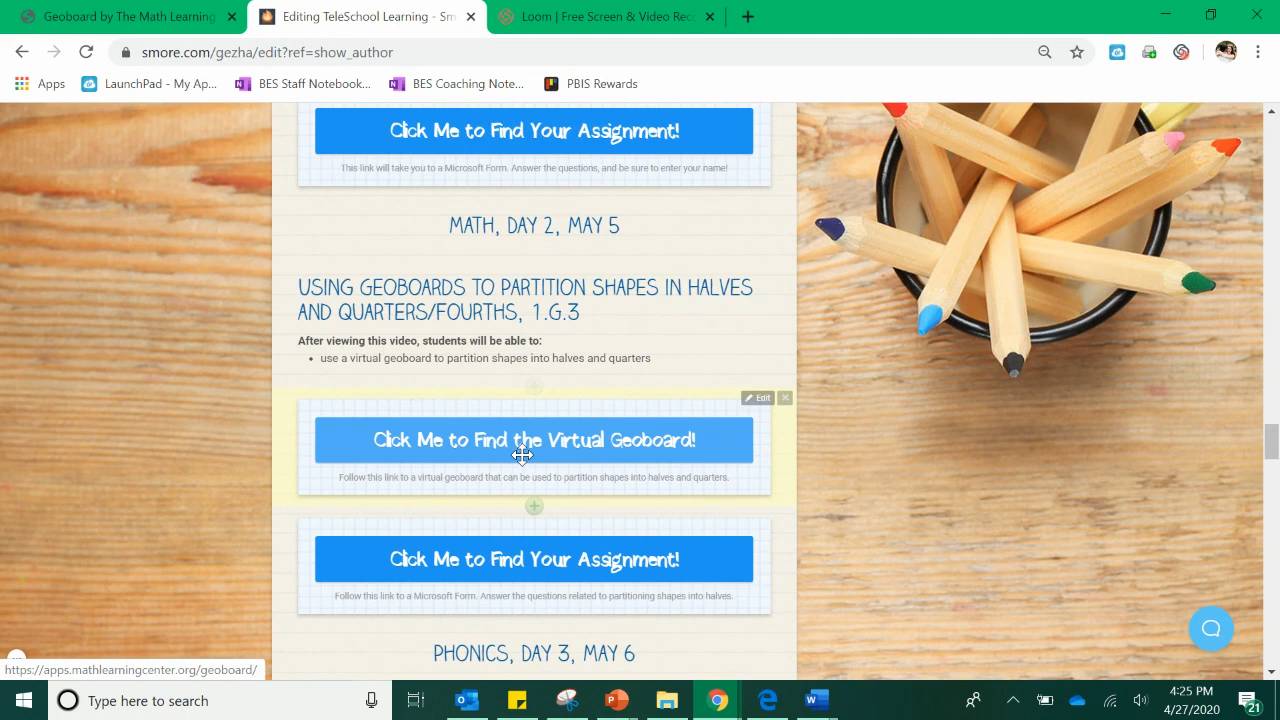 Geoboard by The Math Learning
Editing TeleSchool Learning - Sm
Loom | Free Screen & Video Rec
smore.com/gezha/edit?ref=show_author
Apps
LaunchPad - My Ap...
BES Staff Notebook...
BES Coaching Note...
PBIS Rewards
Click Me to Find Your Assignment!
This link will take you to a Microsoft Form. Answer the questions, and be sure to enter your name!
MATH, DAY 2, MAY 5
USING GEOBOARDS TO PARTITION SHAPES IN HALVES
AND QUARTERS/FOURTHS, 1.G.3
After viewing this video, students will be able to:
• use a virtual geoboard to partition shapes into halves and quarters
Edit
Click Me to Find the Virtual Geoboard!
Follow this link to a virtual geoboard that can be used to partition shapes into halves and quarters.
Click Me to Find Your Assignment!
Follow this link to a Microsoft Form. Answer the questions related to partitioning shapes into halves.
PHONICS, DAY 3, MAY 6
https://apps.mathlearningcenter.org/geoboard/
Type here to search
4:25 PM
4/27/2020
21